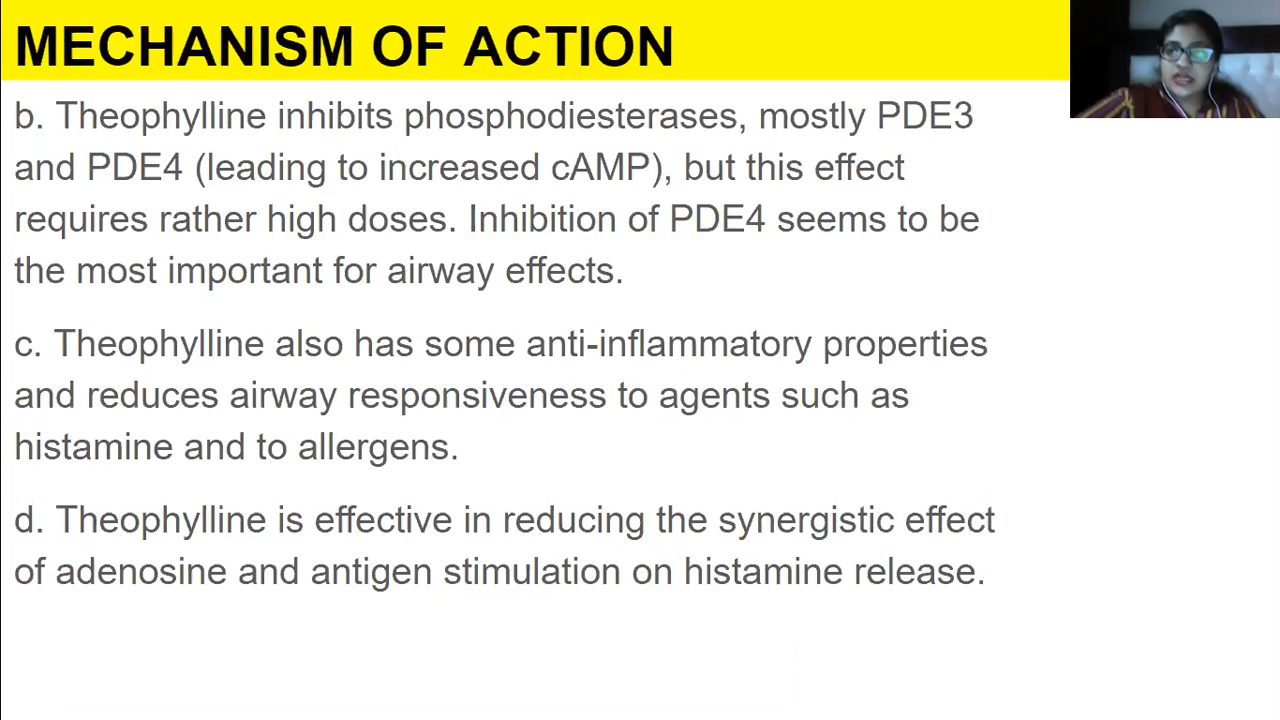 MECHANISM OF ACTION
b. Theophylline inhibits phosphodiesterases, mostly PDE3
and PDE4 (leading to increased cAMP), but this effect
requires rather high doses. Inhibition of PDE4 seems to be
the most important for airway effects.
c. Theophylline also has some anti-inflammatory properties
and reduces airway responsiveness to agents such as
histamine and to allergens.
d. Theophylline is effective in reducing the synergistic effect
of adenosine and antigen stimulation on histamine release.